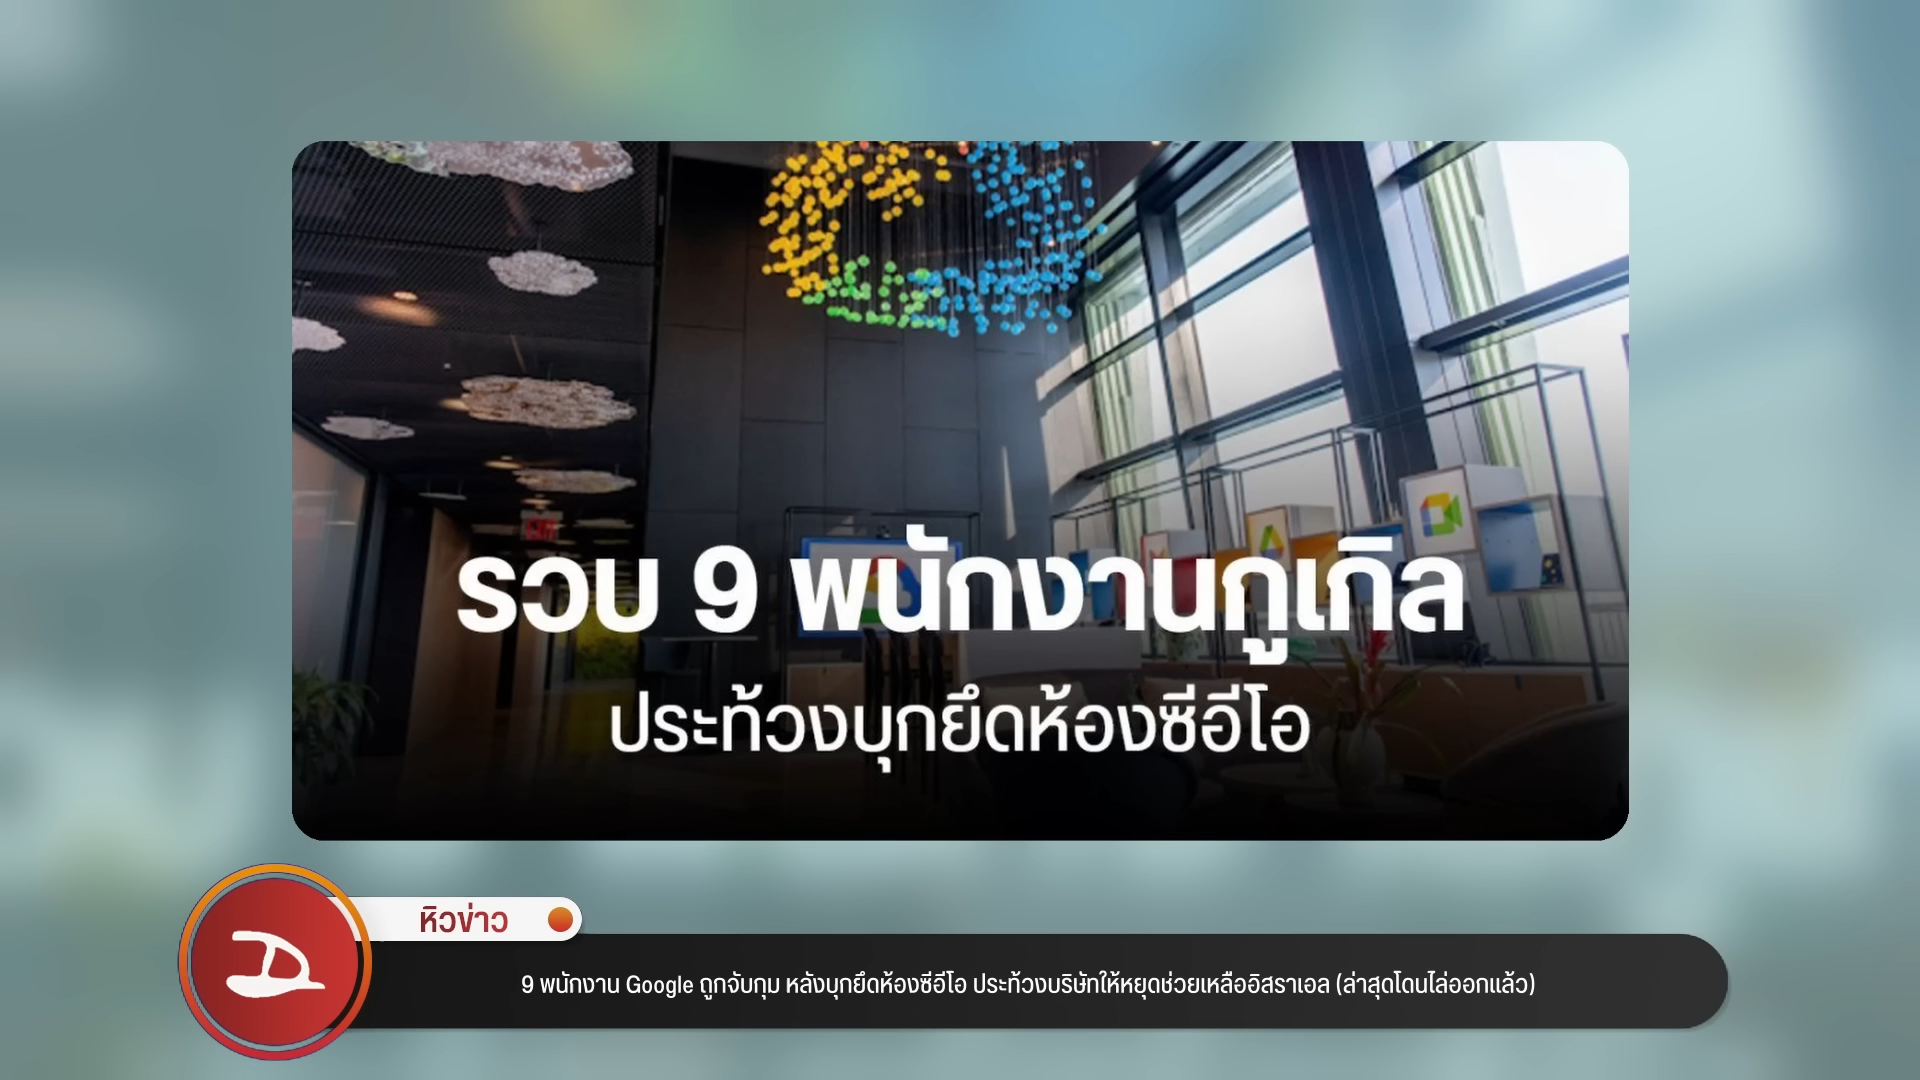 รวบ 9 พนักงานกูเกิล
ประท้วงบุกยึดห้องซีอีโอ
หิวข่าว
9 พนักงาน Google ถูกจับกุม หลังบุกยึดห้องซีอีโอ ประท้วงบริษัทให้หยุดช่วยเหลืออิสราเอล (ล่าสุดโดนไล่ออกแล้ว)